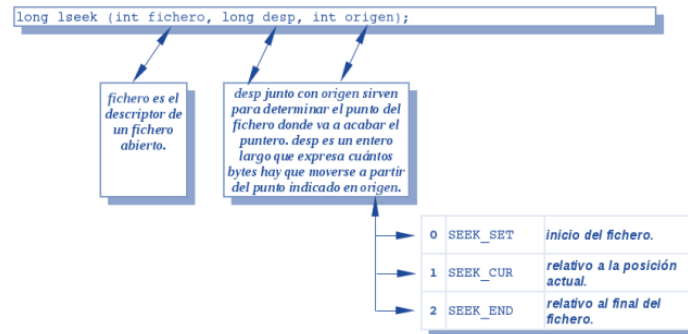 long lseek (int fichero, long desp, int origen);
fichero es el
descriptor de
un fichero
abierto.
desp junto con origen sirven
para determinar el punto del
fichero donde va a acabar el
puntero. desp es un entero
largo que expresa cuántos
bytes hay que moverse a partir
del punto indicado en origen.
0 SEEK_SET inicio del fichero.
1 SEEK_CUR relativo a la posición
actual.
2 SEEK_END relativo al final del
fichero.